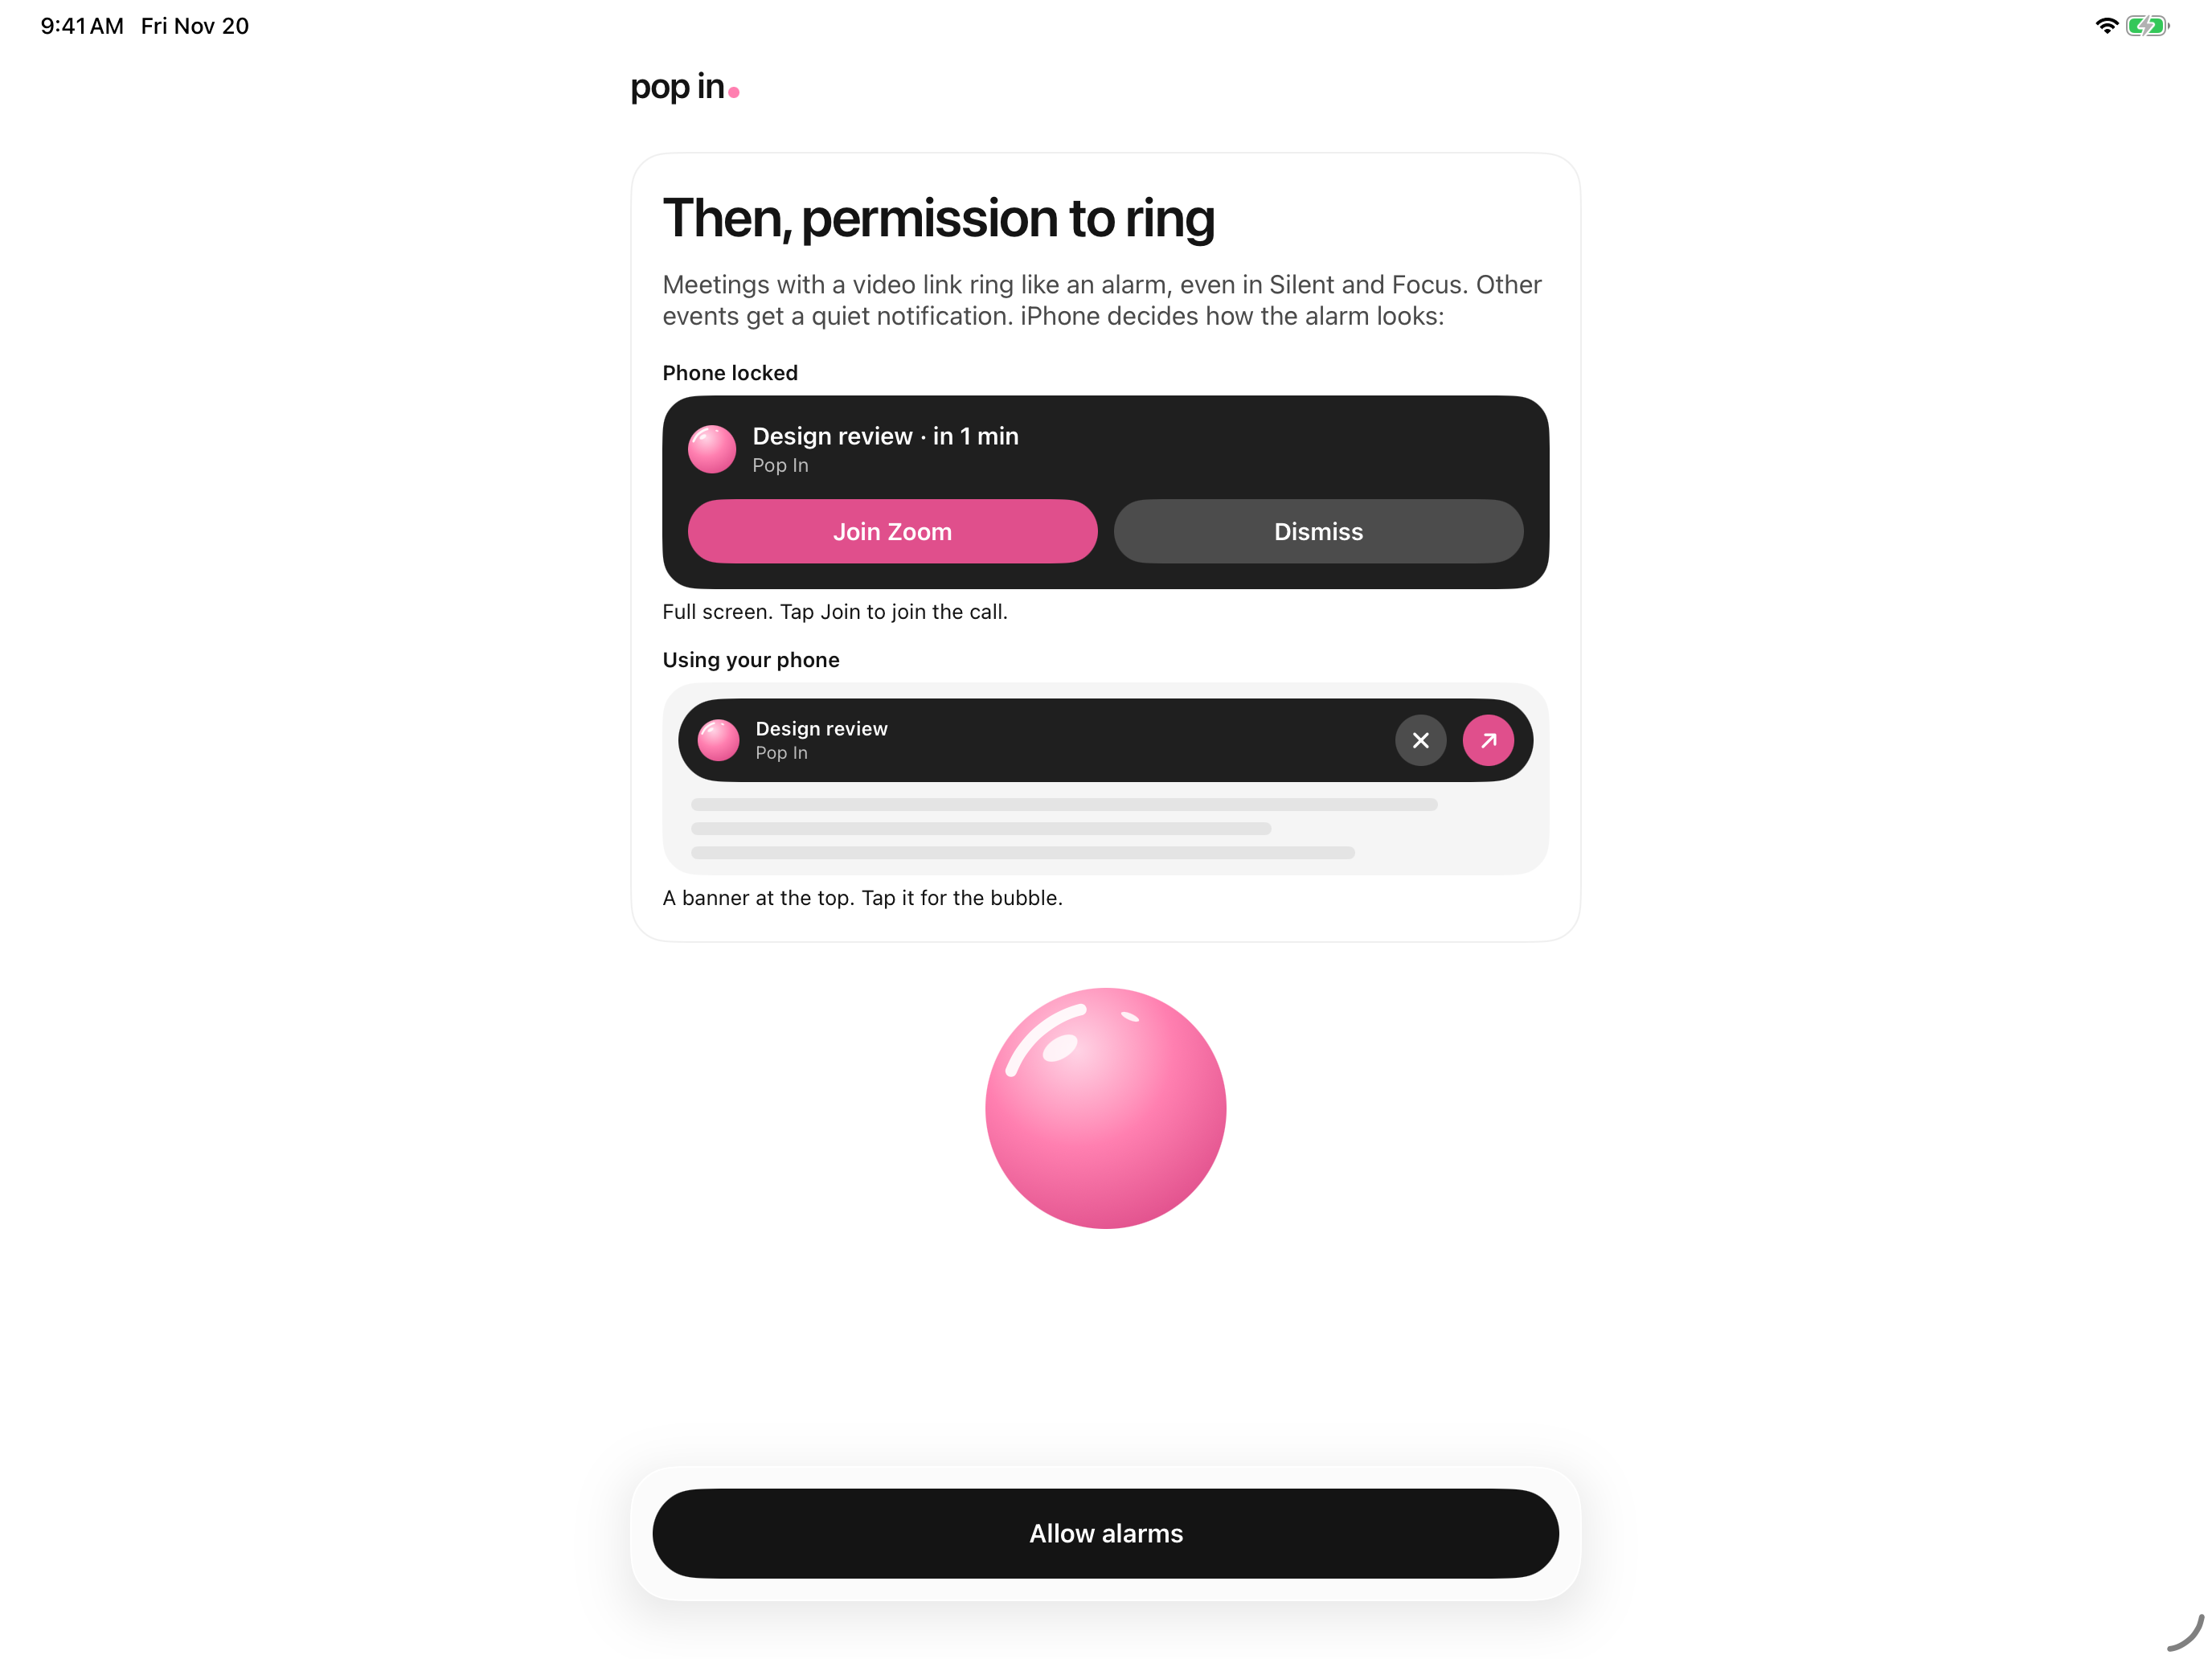 9:41 AM Fri Nov 20
pop in
Then, permission to ring
Meetings with a video link ring like an alarm, even in Silent and Focus. Other
events get a quiet notification. iPhone decides how the alarm looks:
Phone locked
Design review · in 1 min
Pop In
Join Zoom
Dismiss
Full screen. Tap Join to join the call.
Using your phone
Design review
Pop In
A banner at the top. Tap it for the bubble.
Allow alarms